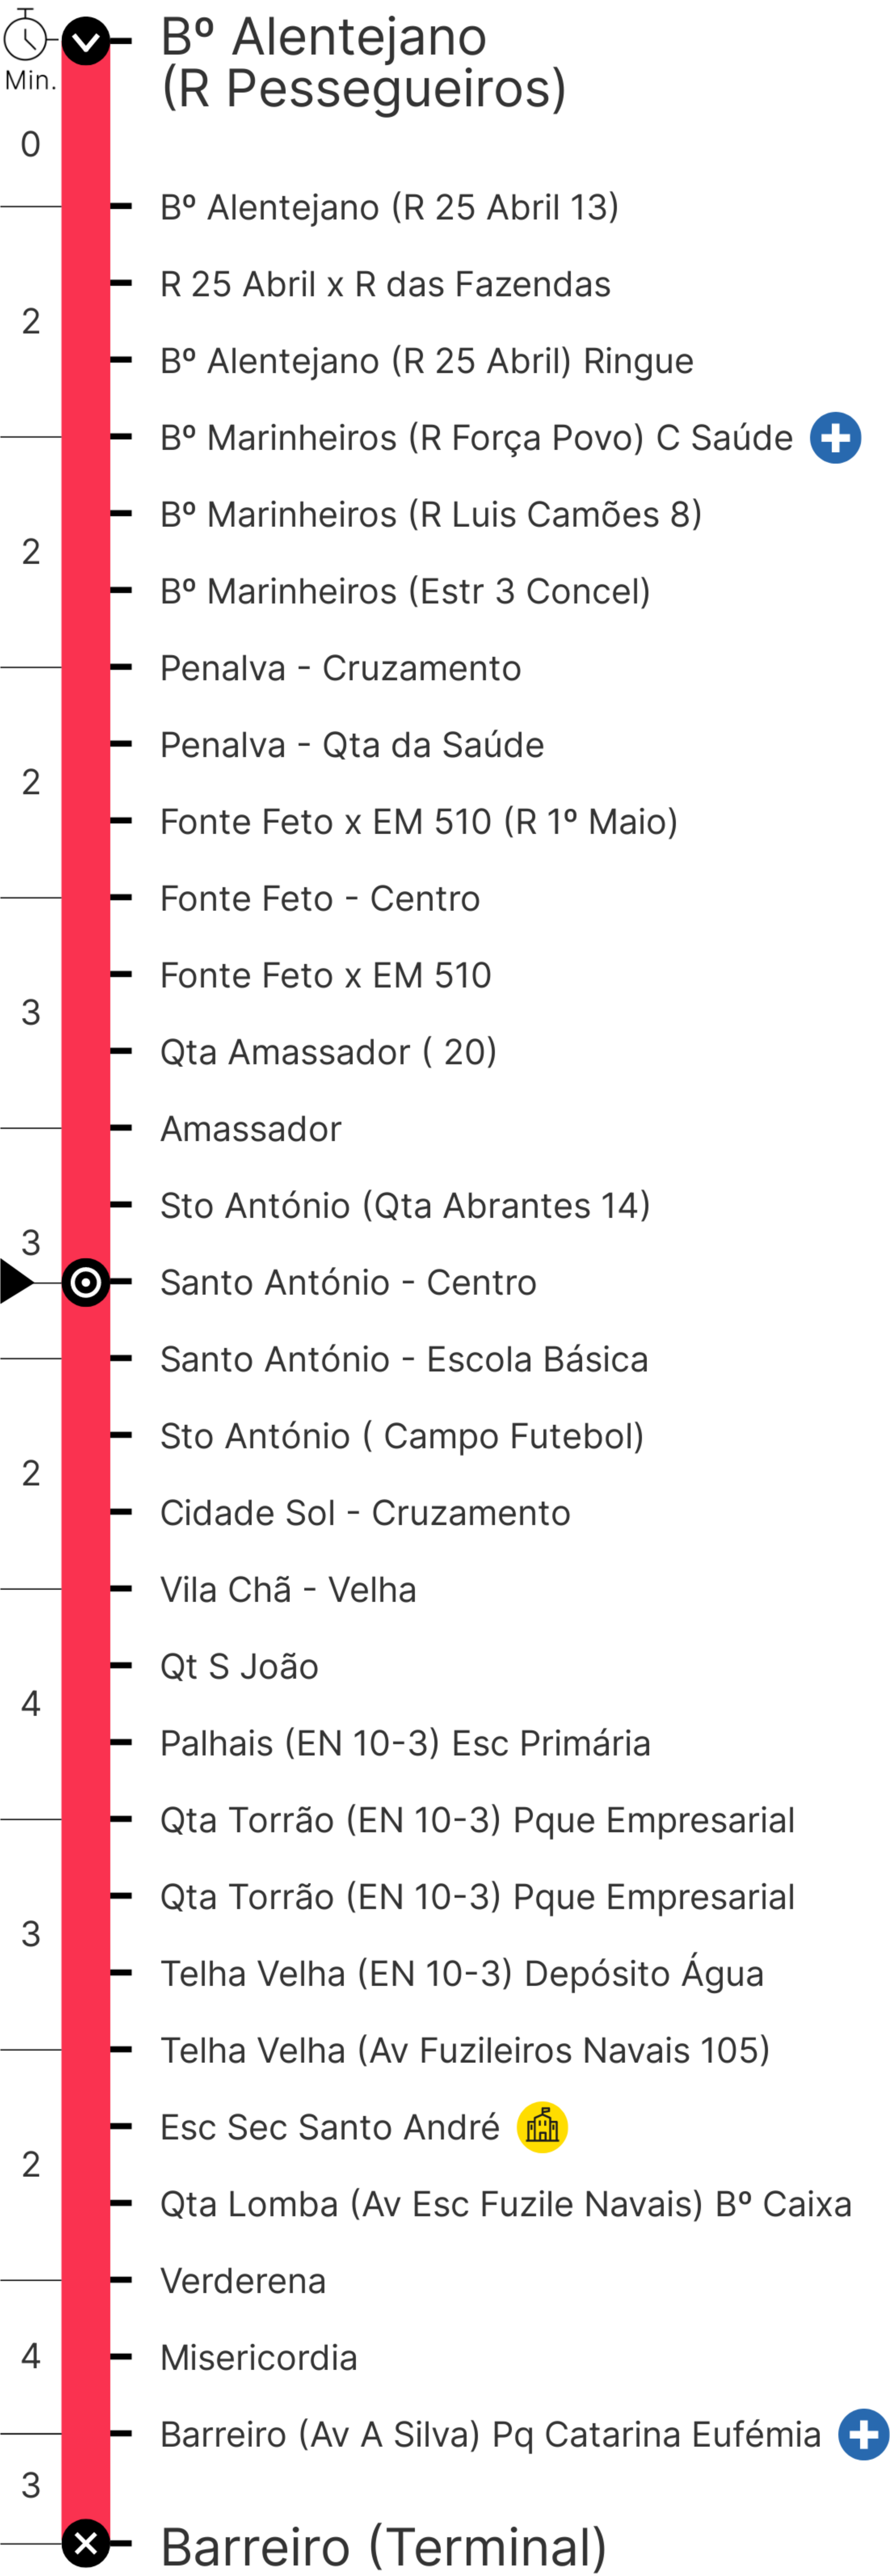 Bº Alentejano
(R Pessegueiros)
Min.
0
Bº Alentejano (R 25 Abril 13)
R 25 Abril x R das Fazendas
2
Bº Alentejano (R 25 Abril) Ringue
Bº Marinheiros (R Força Povo) C Saúde
Bº Marinheiros (R Luis Camões 8)
2
Bº Marinheiros (Estr 3 Concel)
Penalva - Cruzamento
Penalva - Qta da Saúde
2
Fonte Feto x EM 510 (R 1º Maio)
Fonte Feto - Centro
Fonte Feto x EM 510
3
Qta Amassador ( 20)
Amassador
Sto António (Qta Abrantes 14)
3
Santo António - Centro
Santo António - Escola Básica
Sto António ( Campo Futebol)
2
Cidade Sol - Cruzamento
Vila Chã - Velha
Qt S João
4
Palhais (EN 10-3) Esc Primária
Qta Torrão (EN 10-3) Pque Empresarial
Qta Torrão (EN 10-3) Pque Empresarial
3
Telha Velha (EN 10-3) Depósito Água
Telha Velha (Av Fuzileiros Navais 105)
Esc Sec Santo André
2
Qta Lomba (Av Esc Fuzile Navais) Bº Caixa
Verderena
4
Misericordia
Barreiro (Av A Silva) Pq Catarina Eufémia
3
Barreiro (Terminal)